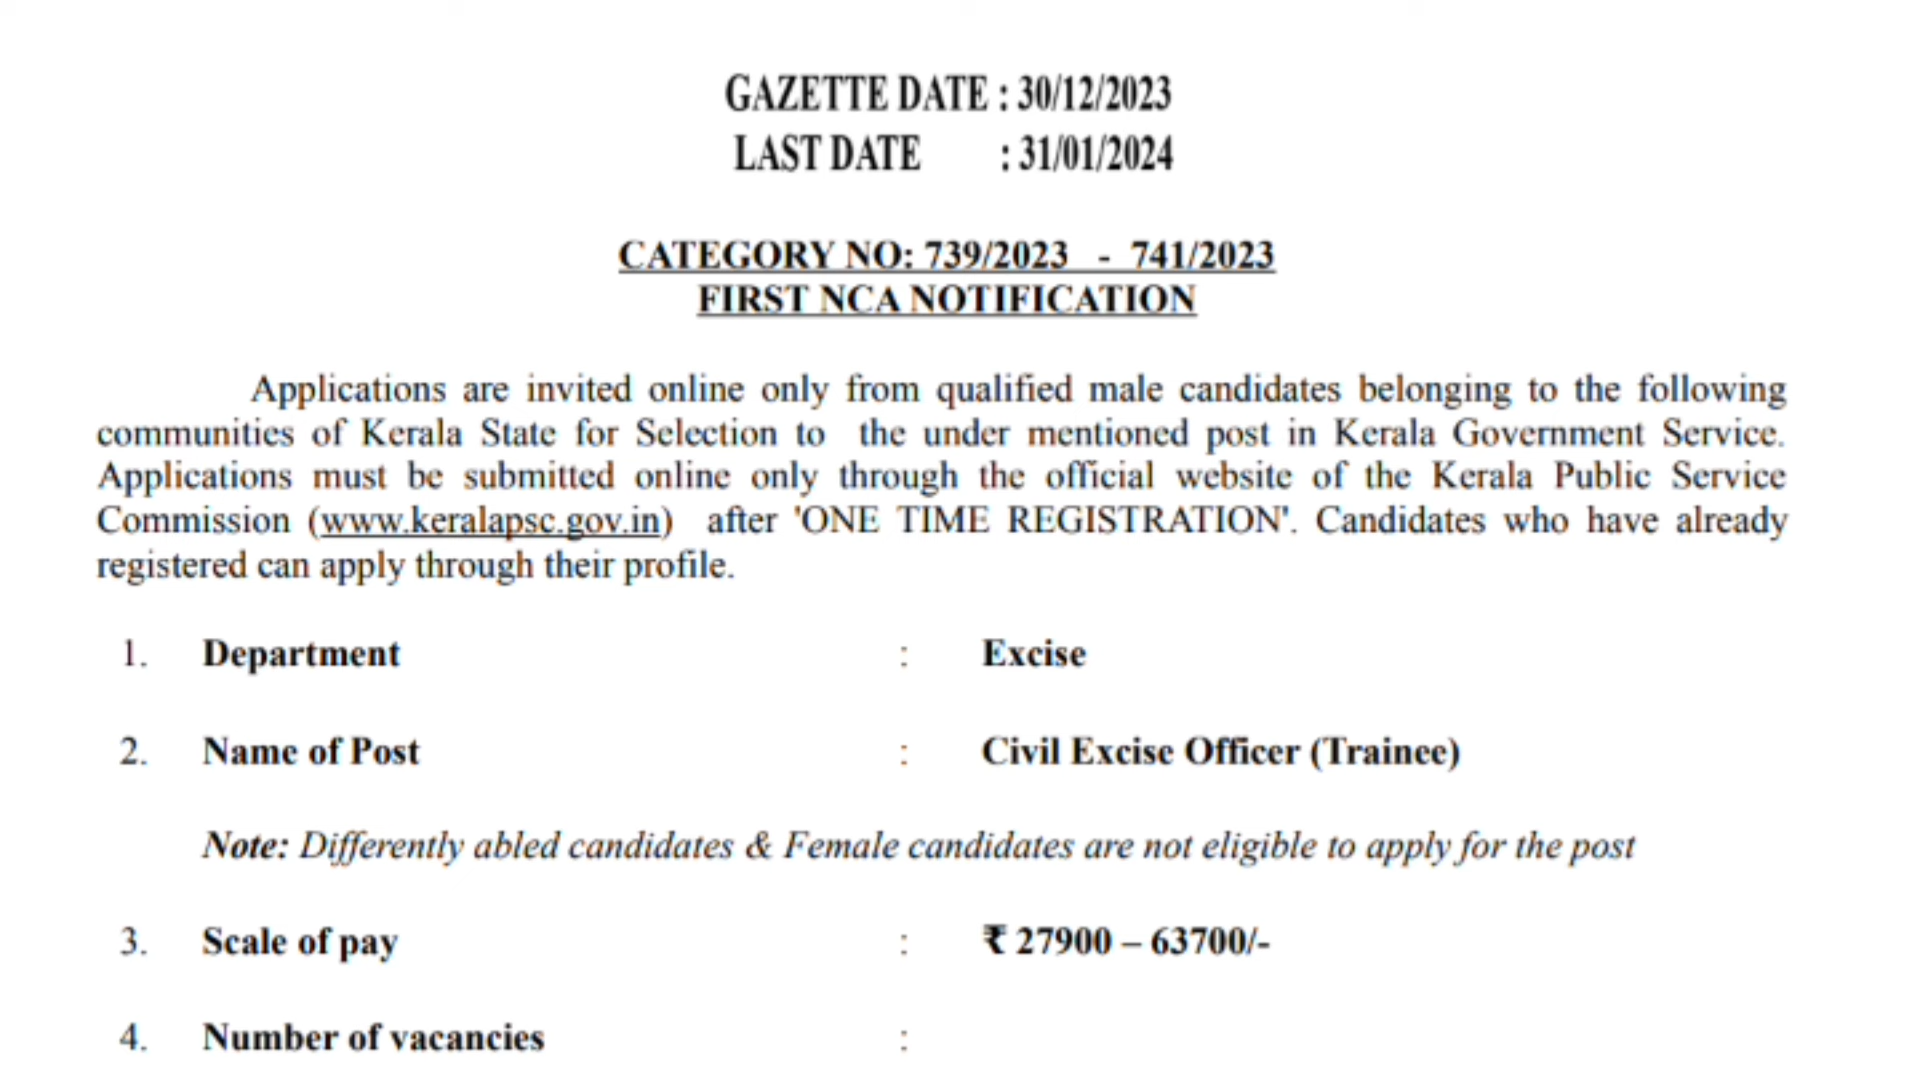 GAZETTE DATE : 30/12/2023
LAST DATE : 31/01/2024
CATEGORY NO: 739/2023 - 741/2023
FIRST NCA NOTIFICATION
Applications are invited online only from qualified male candidates belonging to the following
communities of Kerala State for Selection to the under mentioned post in Kerala Government Service.
Applications must be submitted online only through the official website of the Kerala Public Service
Commission (www.keralapsc.gov.in) after 'ONE TIME REGISTRATION'. Candidates who have already
registered can apply through their profile.
1. Department : Excise
2. Name of Post : Civil Excise Officer (Trainee)
Note: Differently abled candidates & Female candidates are not eligible to apply for the post
3. Scale of pay : ₹ 27900 – 63700/-
4. Number of vacancies :